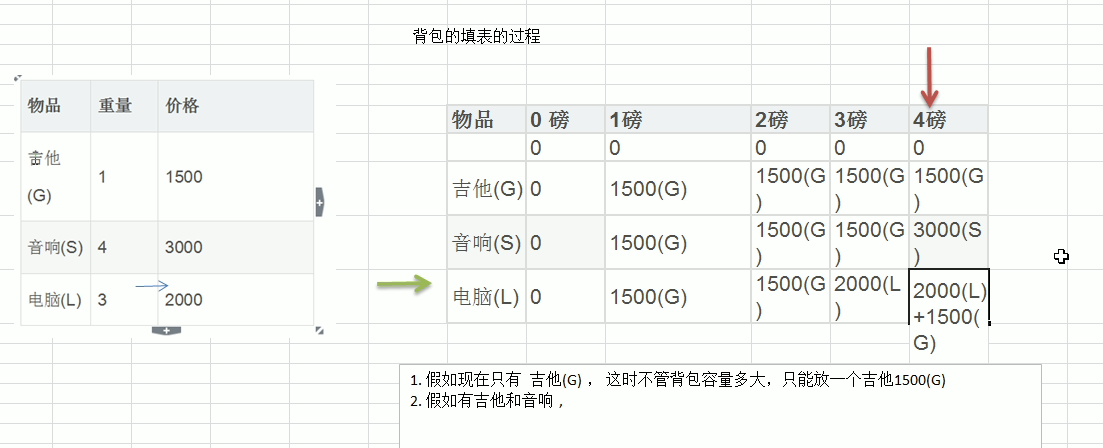 背包的填表的过程
物品 重量 价格
吉他
(G) 1 1500
音响(S) 4 3000
电脑(L) 3 2000
物品 0 磅 1磅 2磅 3磅 4磅
0 0 0 0 0
吉他(G) 0 1500(G) 1500(G 1500(G 1500(G
) ) )
音响(S) 0 1500(G) 1500(G 1500(G 3000(S
) ) )
电脑(L) 0 1500(G) 1500(G 2000(L 2000(L)
) ) +1500(
G)
1. 假如现在只有 吉他(G) ， 这时不管背包容量多大，只能放一个吉他1500(G)
2. 假如有吉他和音响，